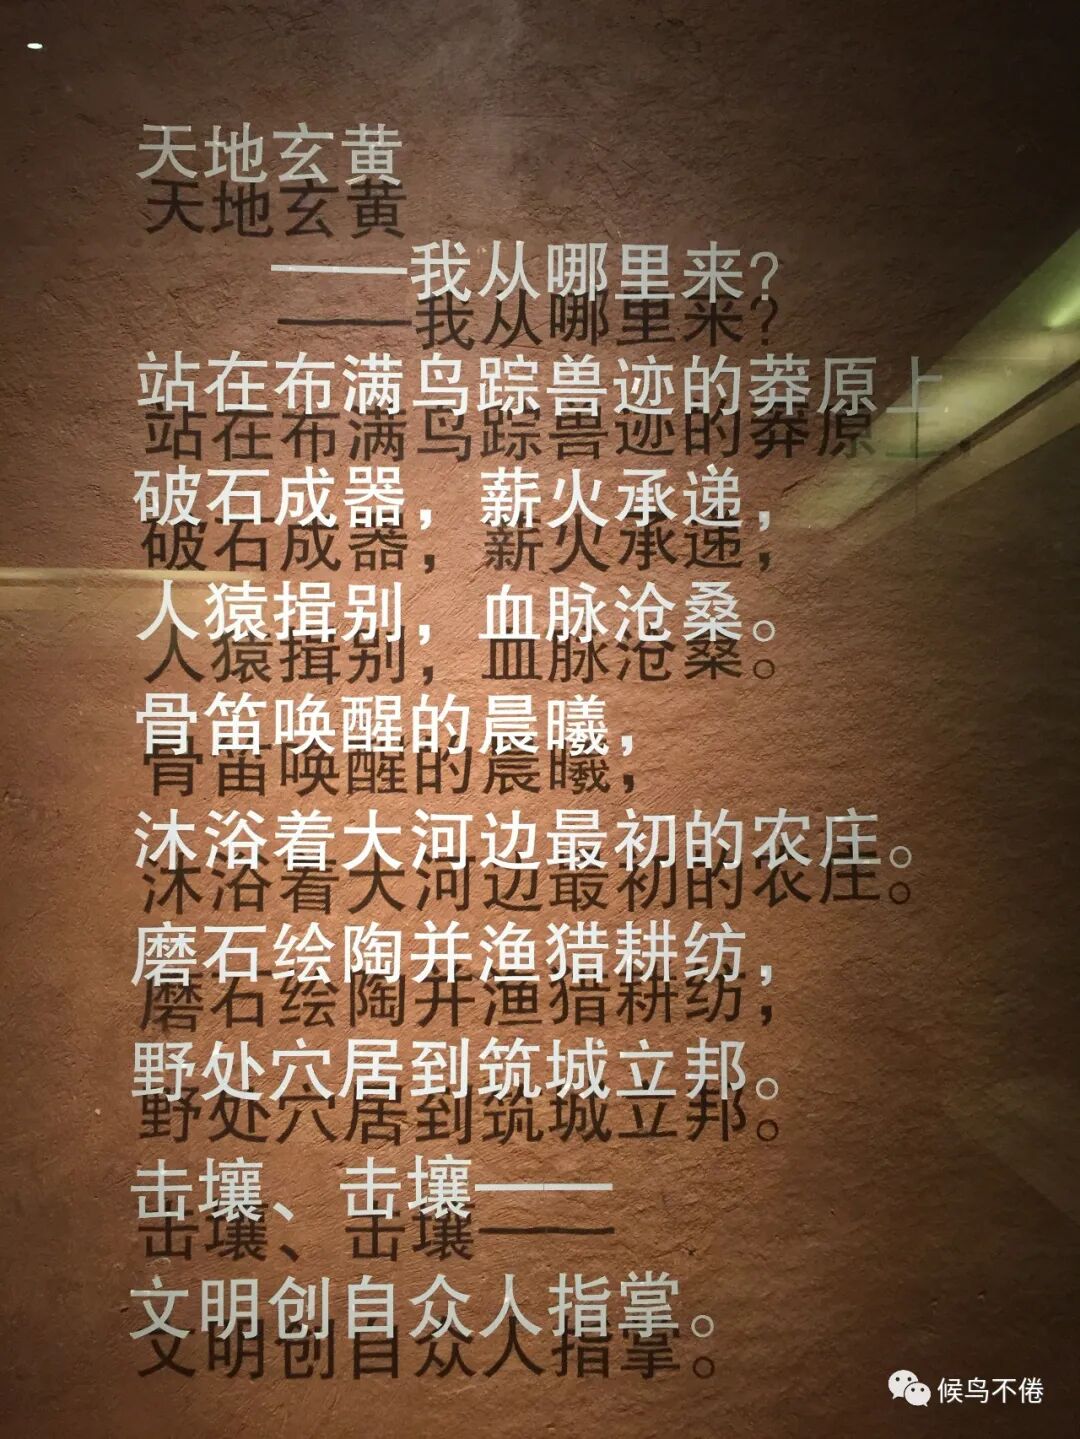 天地玄黄
——我从哪里来?
站在布满鸟踪兽迹的莽原上,
破石成器，薪火承递，
人猿揖别，血脉沧桑。
骨笛唤醒的晨曦，
沐浴着大河边最初的农庄。
磨石绘陶并渔猎耕纺，
野处穴居到筑城立邦。
击壤、击壤——
文明创自众人指掌。
候鸟不倦